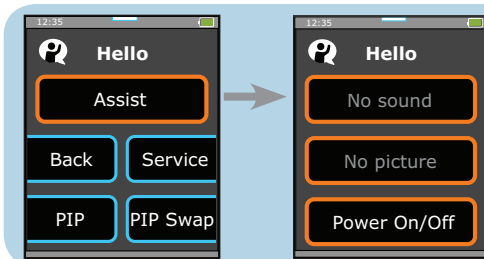 12:35
Hello
Assist
Back Service
PIP PIP Swap
12:35
Hello
No sound
No picture
Power On/Off